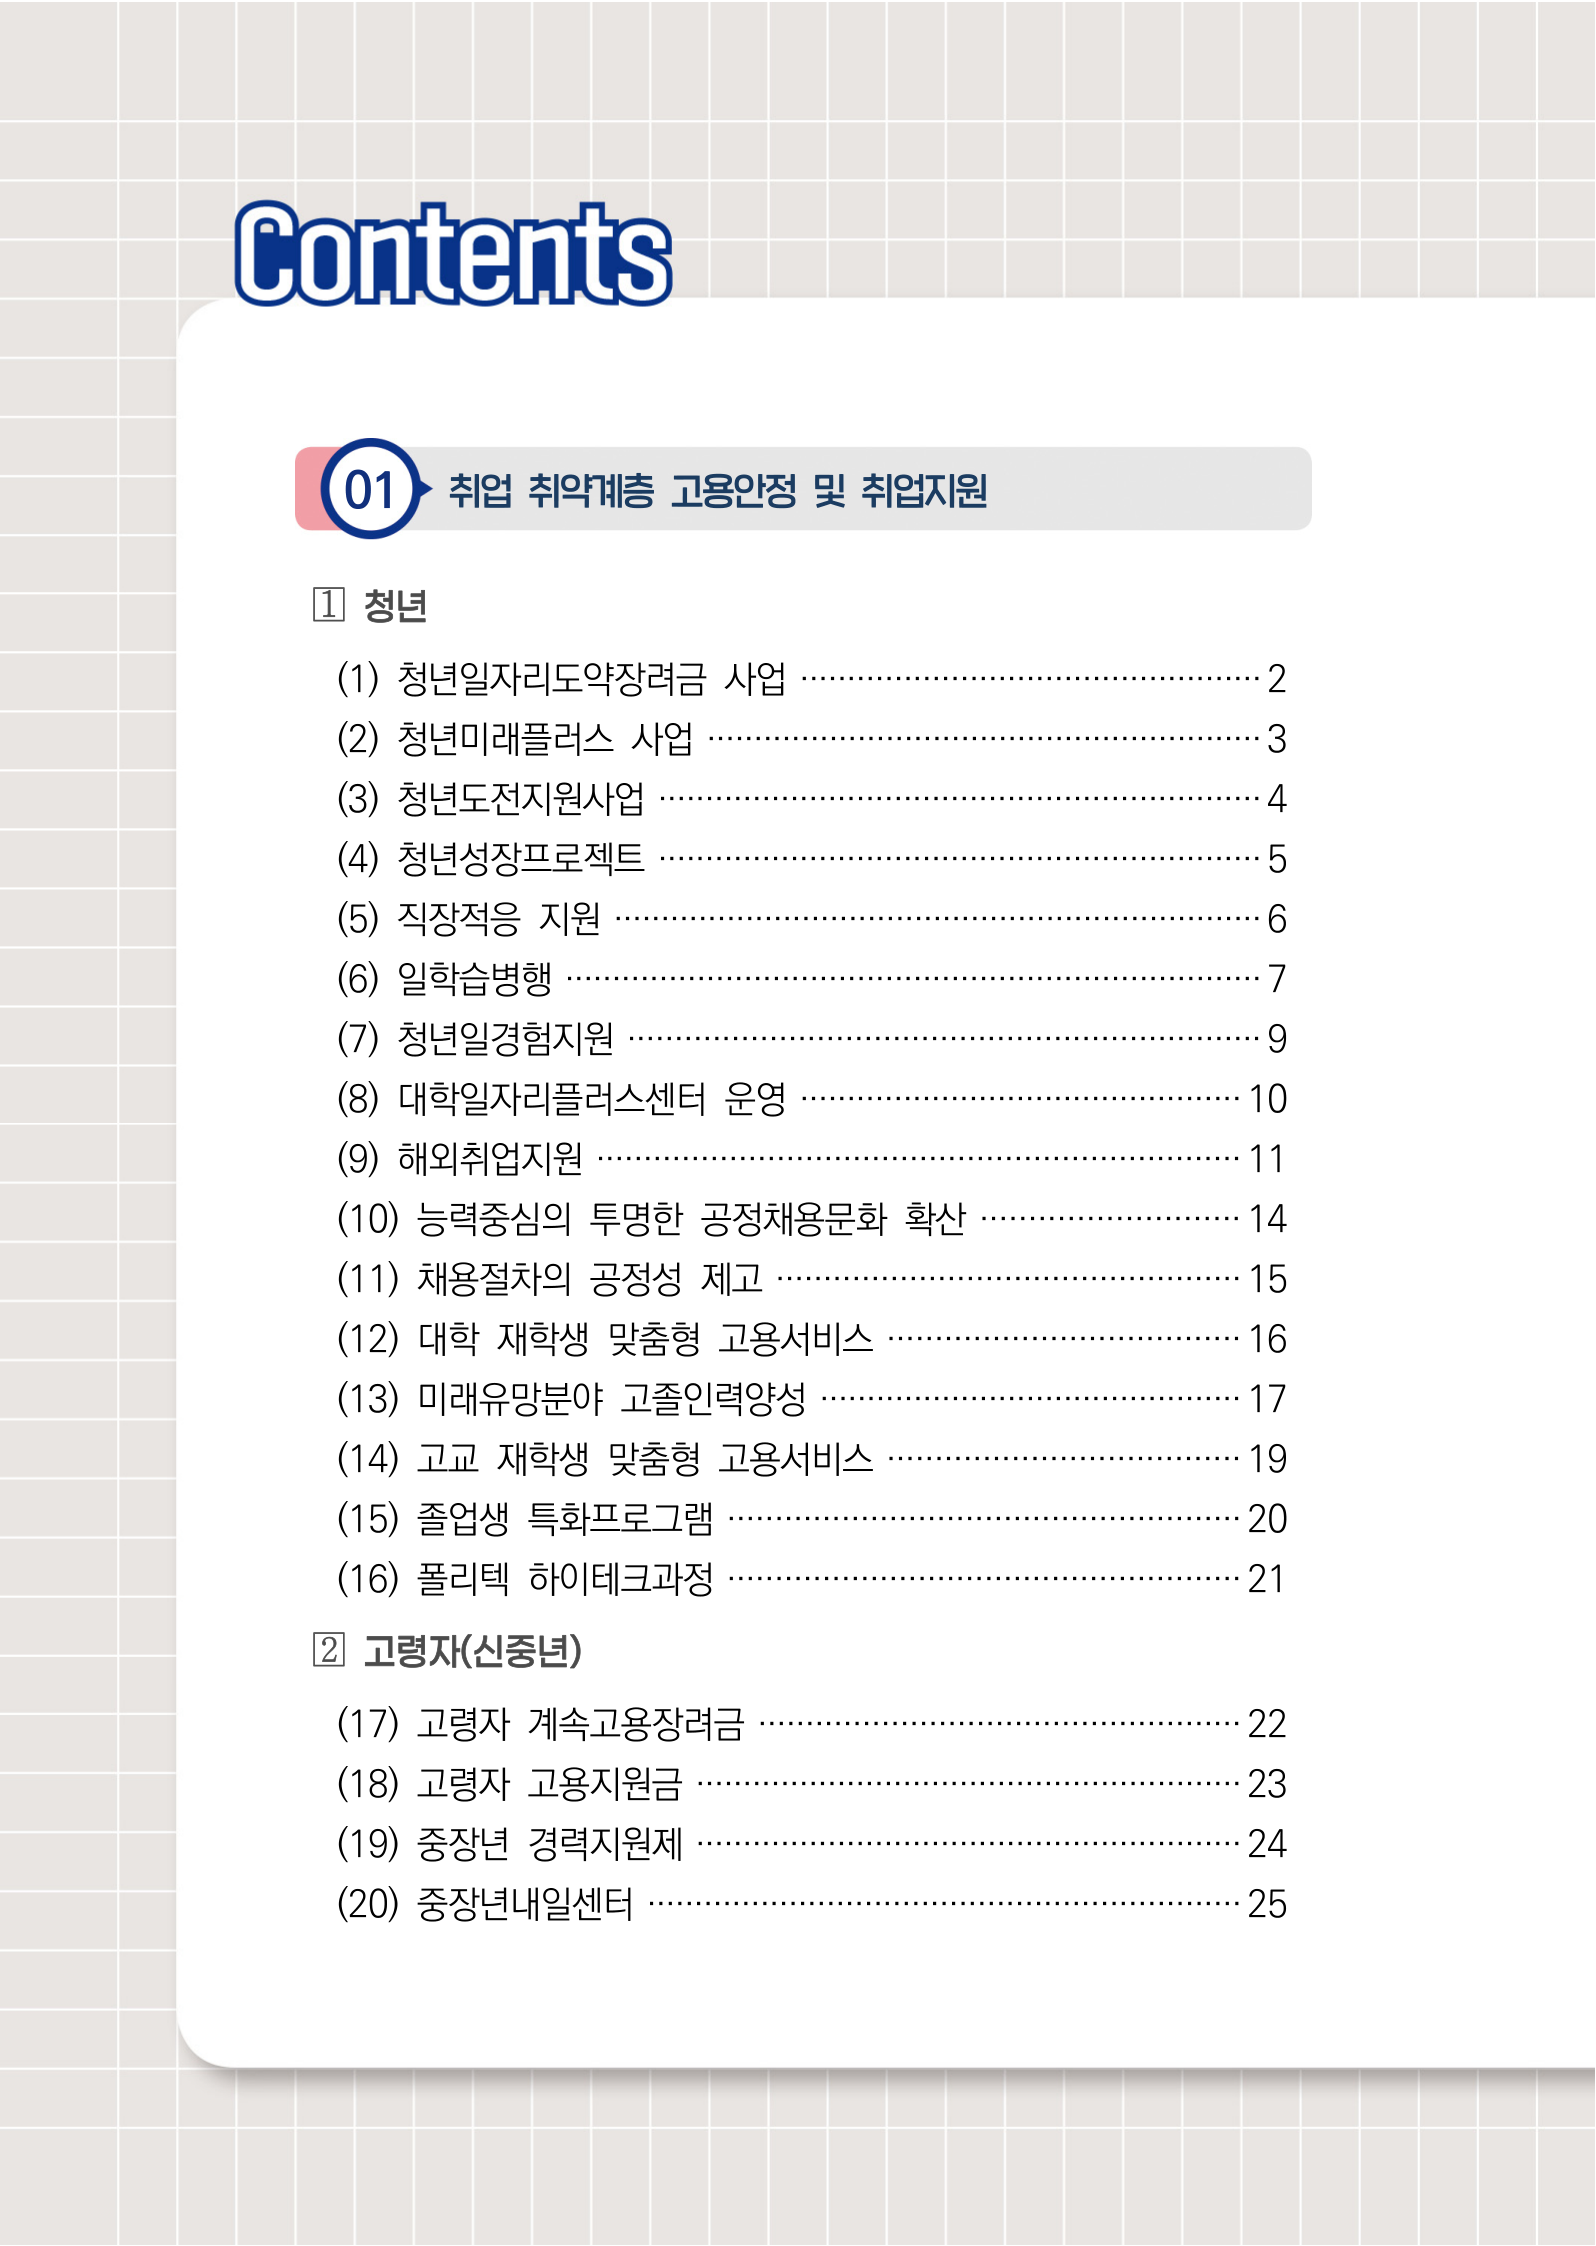 Contents
01 취업 취약계층 고용안정 및 취업지원
1 청년
(1) 청년일자리도약장려금 사업 ················ 2
(2) 청년미래플러스 사업 ················ 3
(3) 청년도전지원사업 ················ 4
(4) 청년성장프로젝트 ················ 5
(5) 직장적응 지원 ················ 6
(6) 일학습병행 ················ 7
(7) 청년일경험지원 ················ 9
(8) 대학일자리플러스센터 운영 ················ 10
(9) 해외취업지원 ················ 11
(10) 능력중심의 투명한 공정채용문화 확산 ················ 14
(11) 채용절차의 공정성 제고 ················ 15
(12) 대학 재학생 맞춤형 고용서비스 ················ 16
(13) 미래유망분야 고졸인력양성 ················ 17
(14) 고교 재학생 맞춤형 고용서비스 ················ 19
(15) 졸업생 특화프로그램 ················ 20
(16) 폴리텍 하이테크과정 ················ 21
2 고령자(신중년)
(17) 고령자 계속고용장려금 ················ 22
(18) 고령자 고용지원금 ················ 23
(19) 중장년 경력지원제 ················ 24
(20) 중장년내일센터 ················ 25